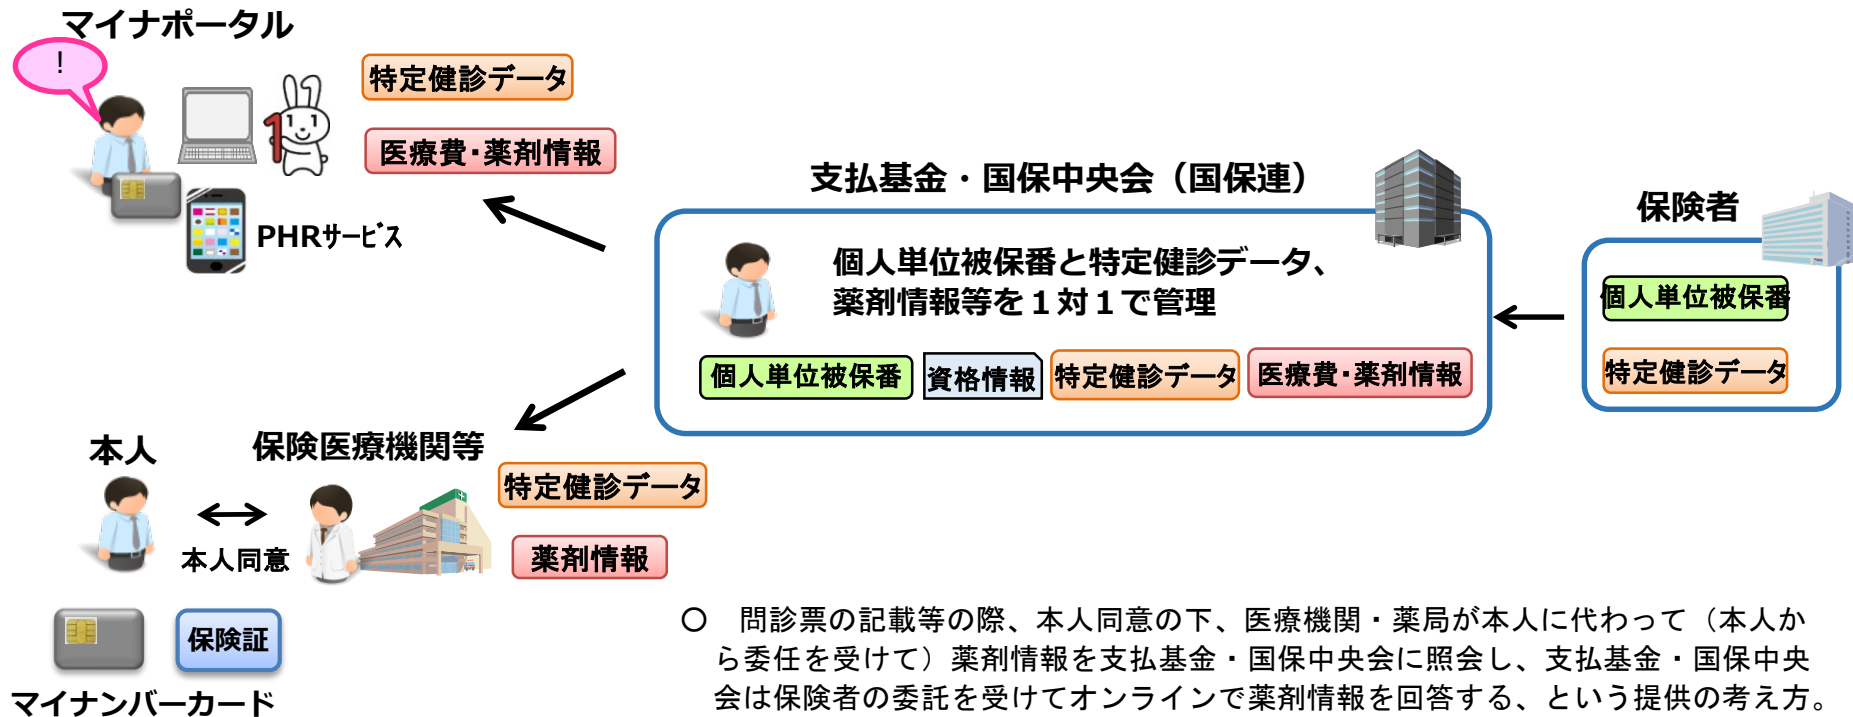 マイナポータル
!
特定健診データ
医療費・薬剤情報
PHRサービス
支払基金・国保中央会（国保連）
個人単位被保番と特定健診データ、
薬剤情報等を１対１で管理
個人単位被保番
資格情報
特定健診データ
医療費・薬剤情報
保険者
個人単位被保番
特定健診データ
本人
保険医療機関等
本人同意
特定健診データ
薬剤情報
保険証
マイナンバーカード
○　問診票の記載等の際、本人同意の下、医療機関・薬局が本人に代わって（本人か
ら委任を受けて）薬剤情報を支払基金・国保中央会に照会し、支払基金・国保中央
会は保険者の委託を受けてオンラインで薬剤情報を回答する、という提供の考え方。